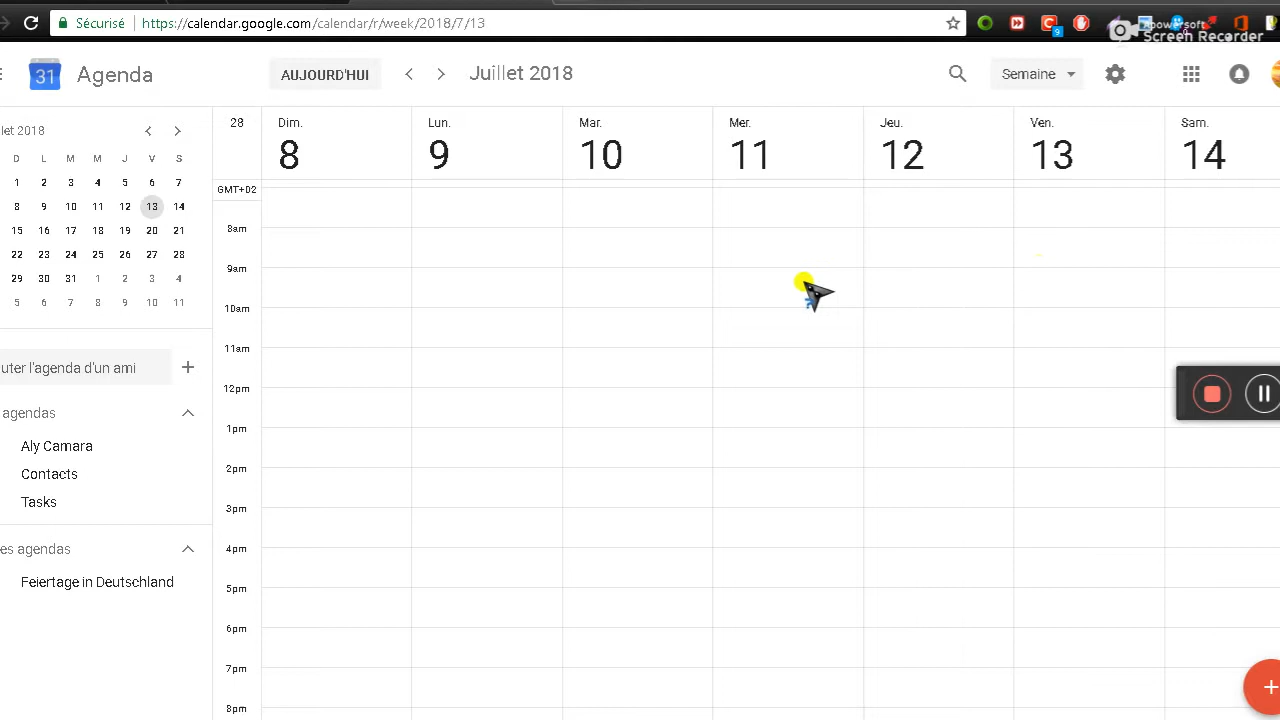 Sécurisé https://calendar.google.com/calendar/r/week/2018/7/13
9
Apowersoft
Screen Recorder
31 Agenda AUJOURD'HUI Juillet 2018 Semaine
llet 2018
D L M M J V S
1 2 3 4 5 6 7
8 9 10 11 12 13 14
15 16 17 18 19 20 21
22 23 24 25 26 27 28
29 30 31 1 2 3 4
5 6 7 8 9 10 11
uter l'agenda d'un ami
agendas
Aly Camara
Contacts
Tasks
es agendas
Feiertage in Deutschland
28 Dim. Lun. Mar. Mer. Jeu. Ven. Sam.
8 9 10 11 12 13 14
GMT+02
8am
9am
10am
11am
12pm
1pm
2pm
3pm
4pm
5pm
6pm
7pm
8pm